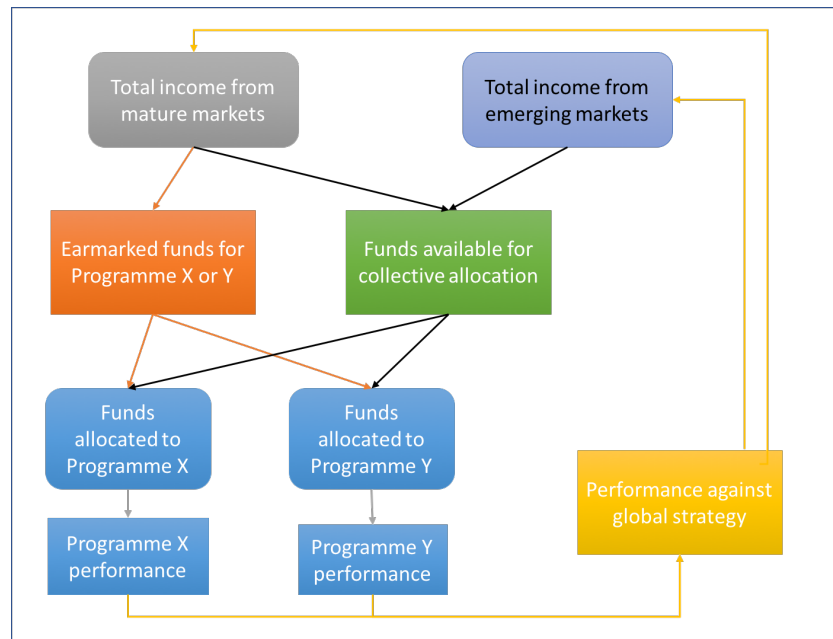 Total income from
mature markets
Total income from
emerging markets
Earmarked funds for
Programme X or Y
Funds available for
collective allocation
Funds
allocated to
Programme X
Funds
allocated to
Programme Y
Performance against
global strategy
Programme X
performance
Programme Y
performance